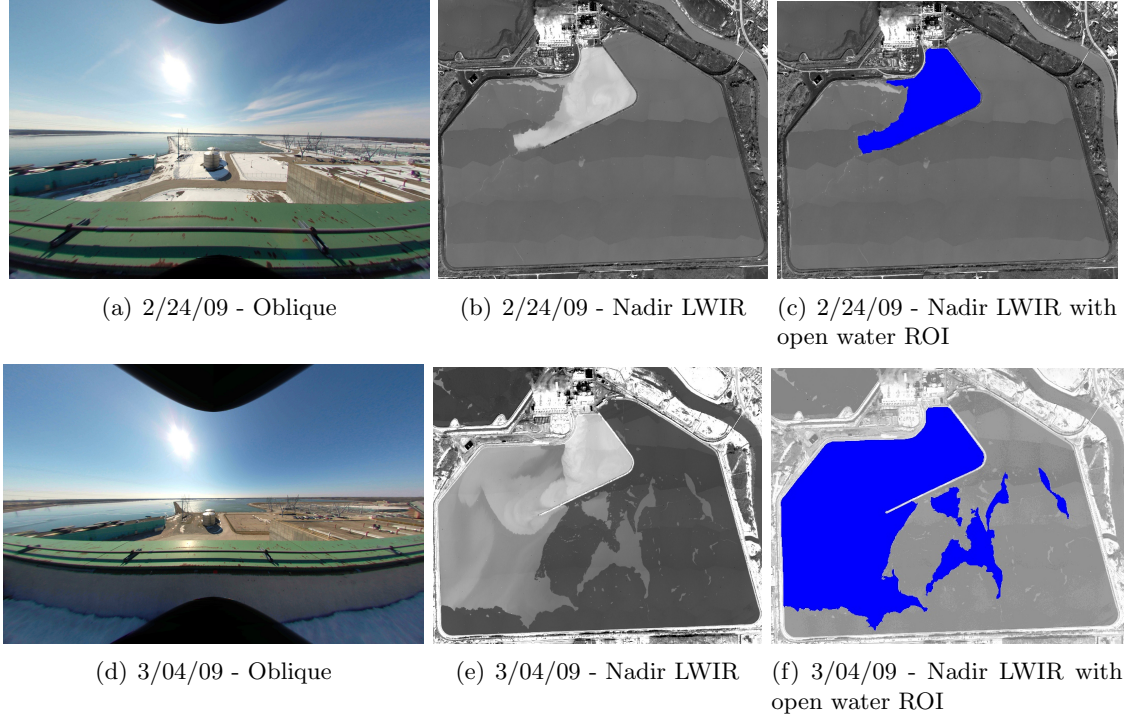 (a) 2/24/09 - Oblique
(b) 2/24/09 - Nadir LWIR
(c) 2/24/09 - Nadir LWIR with
open water ROI
(d) 3/04/09 - Oblique
(e) 3/04/09 - Nadir LWIR
(f) 3/04/09 - Nadir LWIR with
open water ROI